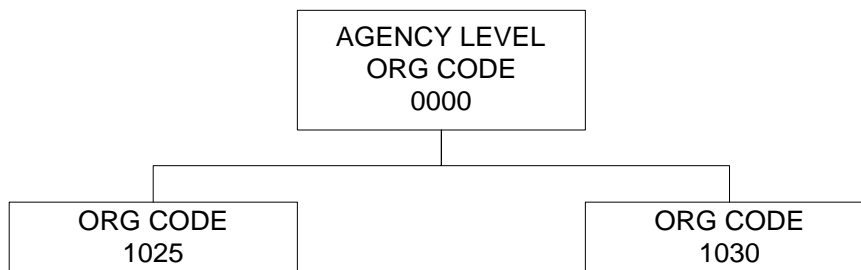 AGENCY LEVEL
ORG CODE
0000
ORG CODE
1025
ORG CODE
1030